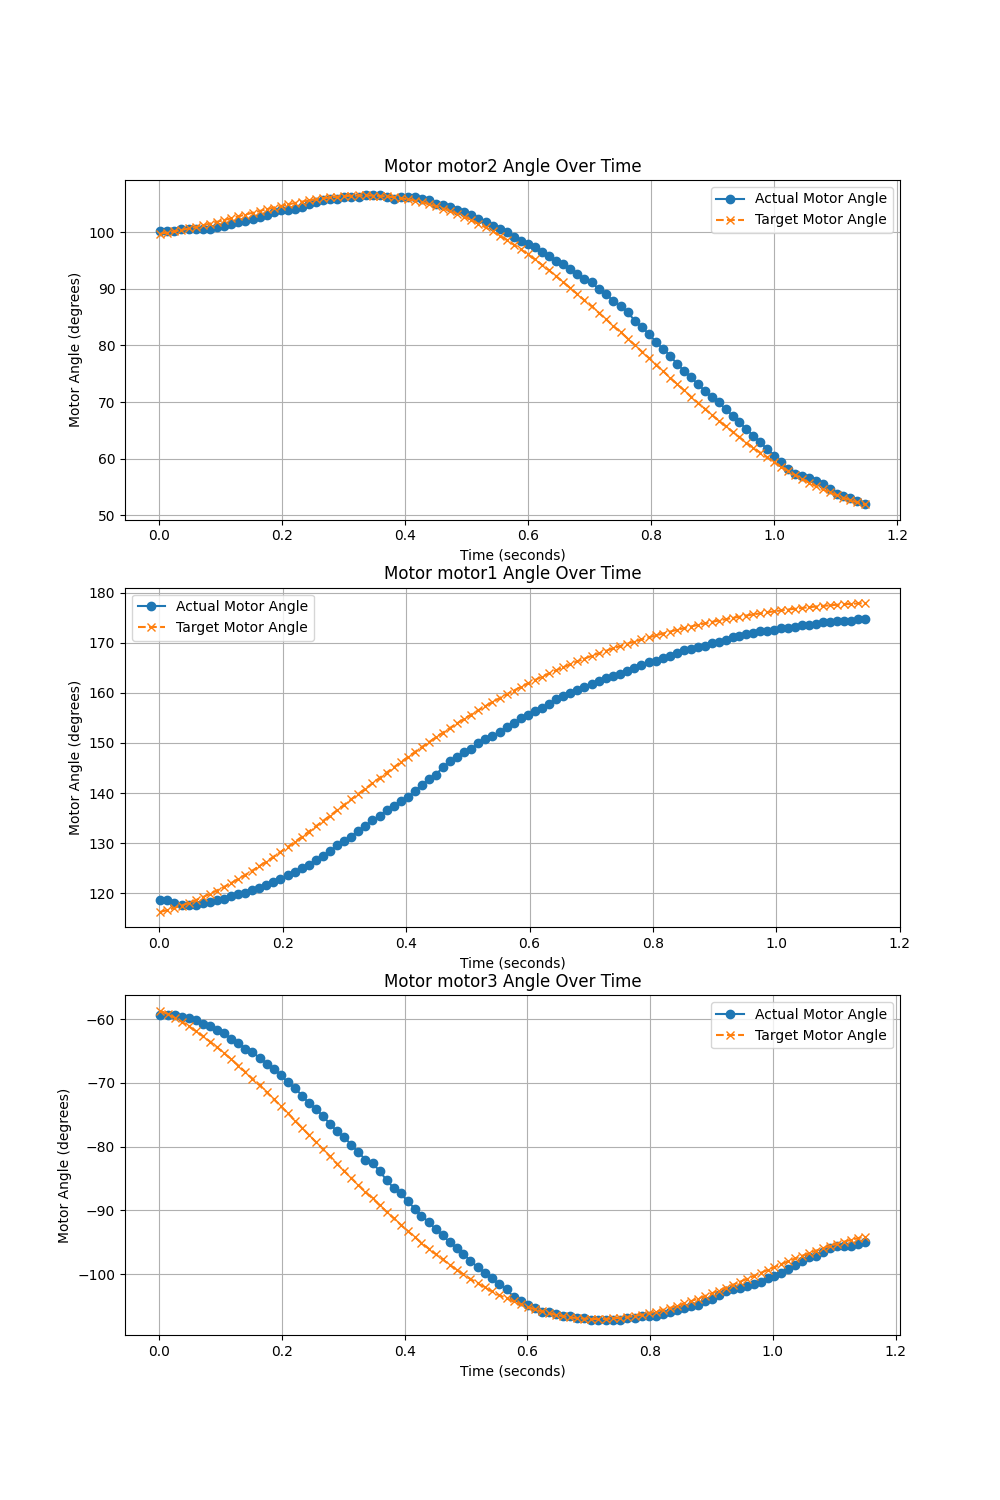 Motor motor2 Angle Over Time
Motor Angle (degrees)
100
90
80
70
60
50
Actual Motor Angle
Target Motor Angle
0.0 0.2 0.4 0.6 0.8 1.0 1.2
Time (seconds)
Motor motor1 Angle Over Time
Motor Angle (degrees)
180
170
160
150
140
130
120
Actual Motor Angle
Target Motor Angle
0.0 0.2 0.4 0.6 0.8 1.0 1.2
Time (seconds)
Motor motor3 Angle Over Time
Motor Angle (degrees)
−60
−70
−80
−90
−100
Actual Motor Angle
Target Motor Angle
0.0 0.2 0.4 0.6 0.8 1.0 1.2
Time (seconds)